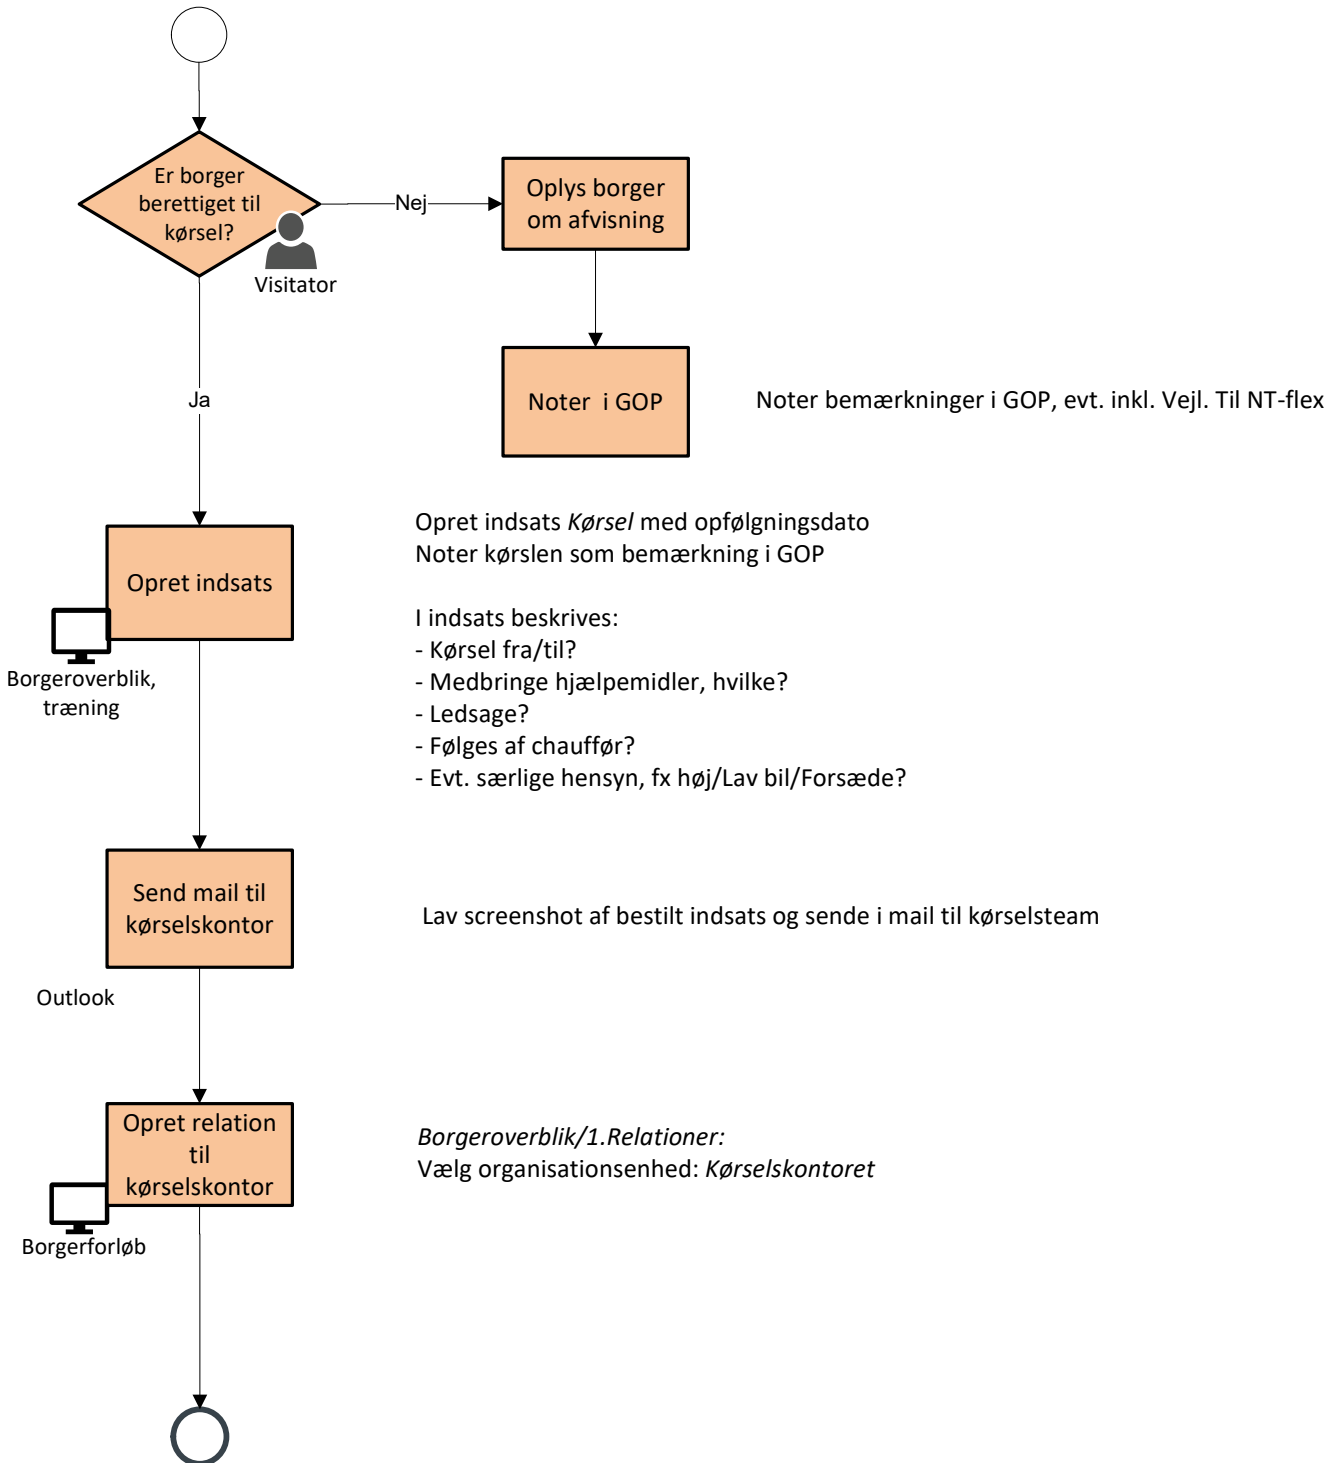 Er borger
berettiget til
kørsel?
Visitator
Nej
Oplys borger
om afvisning
Noter i GOP
Noter bemærkninger i GOP, evt. inkl. Vejl. Til NT-flex
Ja
Opret indsats
Borgeroverblik,
træning
Opret indsats Kørsel med opfølgningsdato
Noter kørslen som bemærkning i GOP
I indsats beskrives:
- Kørsel fra/til?
- Medbringe hjælpemidler, hvilke?
- Ledsage?
- Følges af chauffør?
- Evt. særlige hensyn, fx høj/Lav bil/Forsæde?
Send mail til
kørselskontor
Outlook
Lav screenshot af bestilt indsats og sende i mail til kørselsteam
Opret relation
til
kørselskontor
Borgerforløb
Borgeroverblik/1.Relationer:
Vælg organisationsenhed: Kørselskontoret